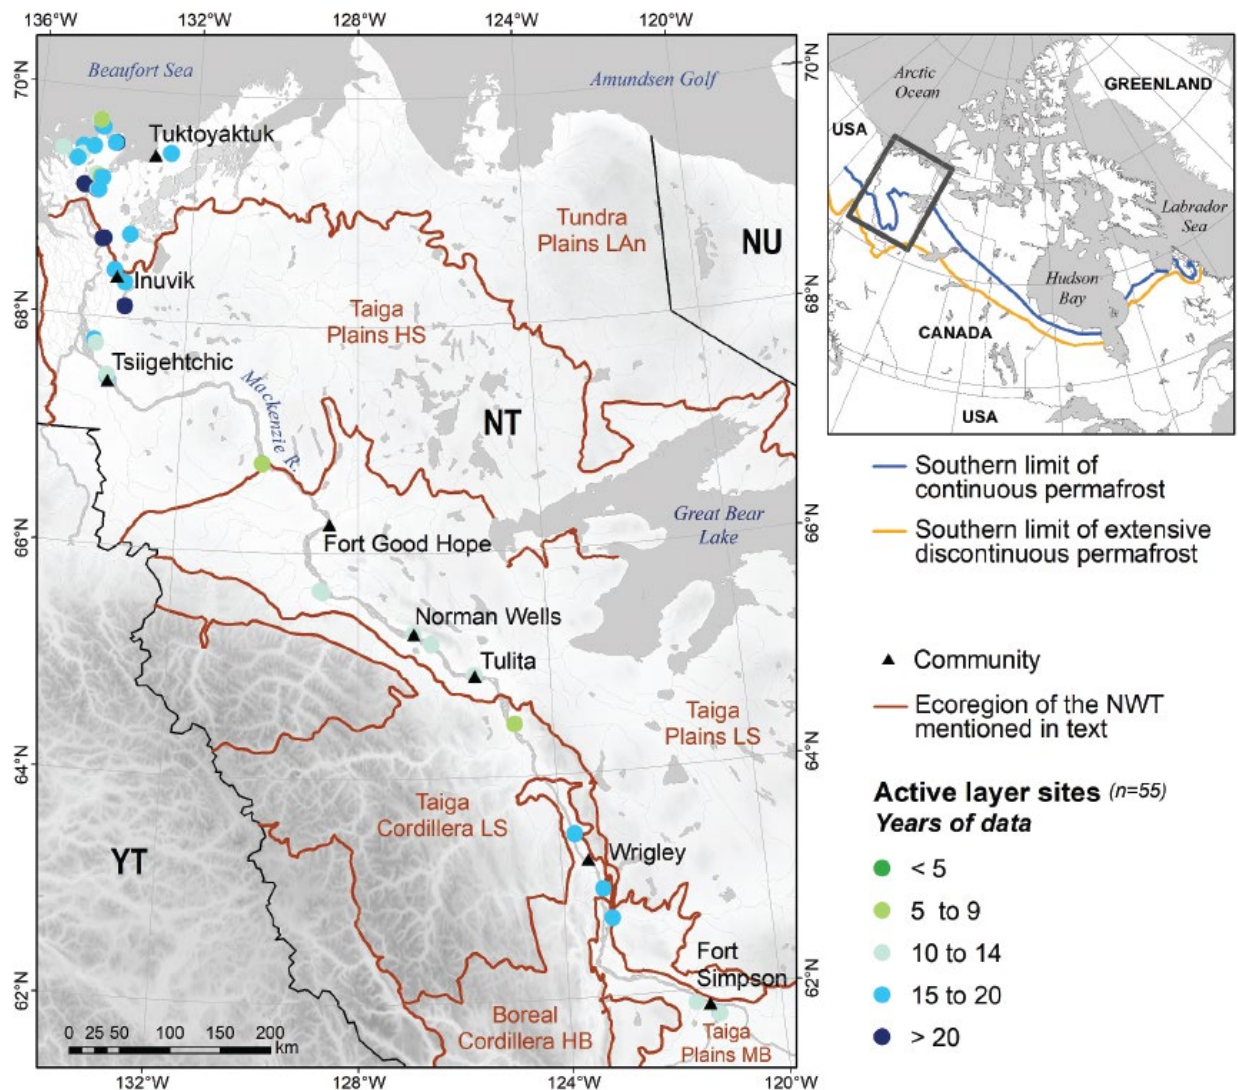 136°W
132°W
128°W
124°W
120°W
70°N
68°N
66°N
64°N
62°N
Beaufort Sea
Amundsen Golf
Tuktoyaktuk
Tundra
Plains LAn
NU
Inuvik
Taiga
Plains HS
Tsiigehtchic
Mackenzie R.
NT
Great Bear
Lake
Fort Good Hope
Norman Wells
Tulita
Taiga
Plains LS
Taiga
Cordillera LS
YT
Wrigley
Fort
Simpson
Boreal
Cordillera HB
Taiga
Plains MB
0 25 50 100 150 200
km
132°W
128°W
124°W
120°W
70°N
68°N
66°N
64°N
62°N
Arctic
Ocean
GREENLAND
USA
Labrador
Sea
Hudson
Bay
CANADA
USA
Southern limit of
continuous permafrost
Southern limit of extensive
discontinuous permafrost
Community
Ecoregion of the NWT
mentioned in text
Active layer sites (n=55)
Years of data
< 5
5 to 9
10 to 14
15 to 20
> 20